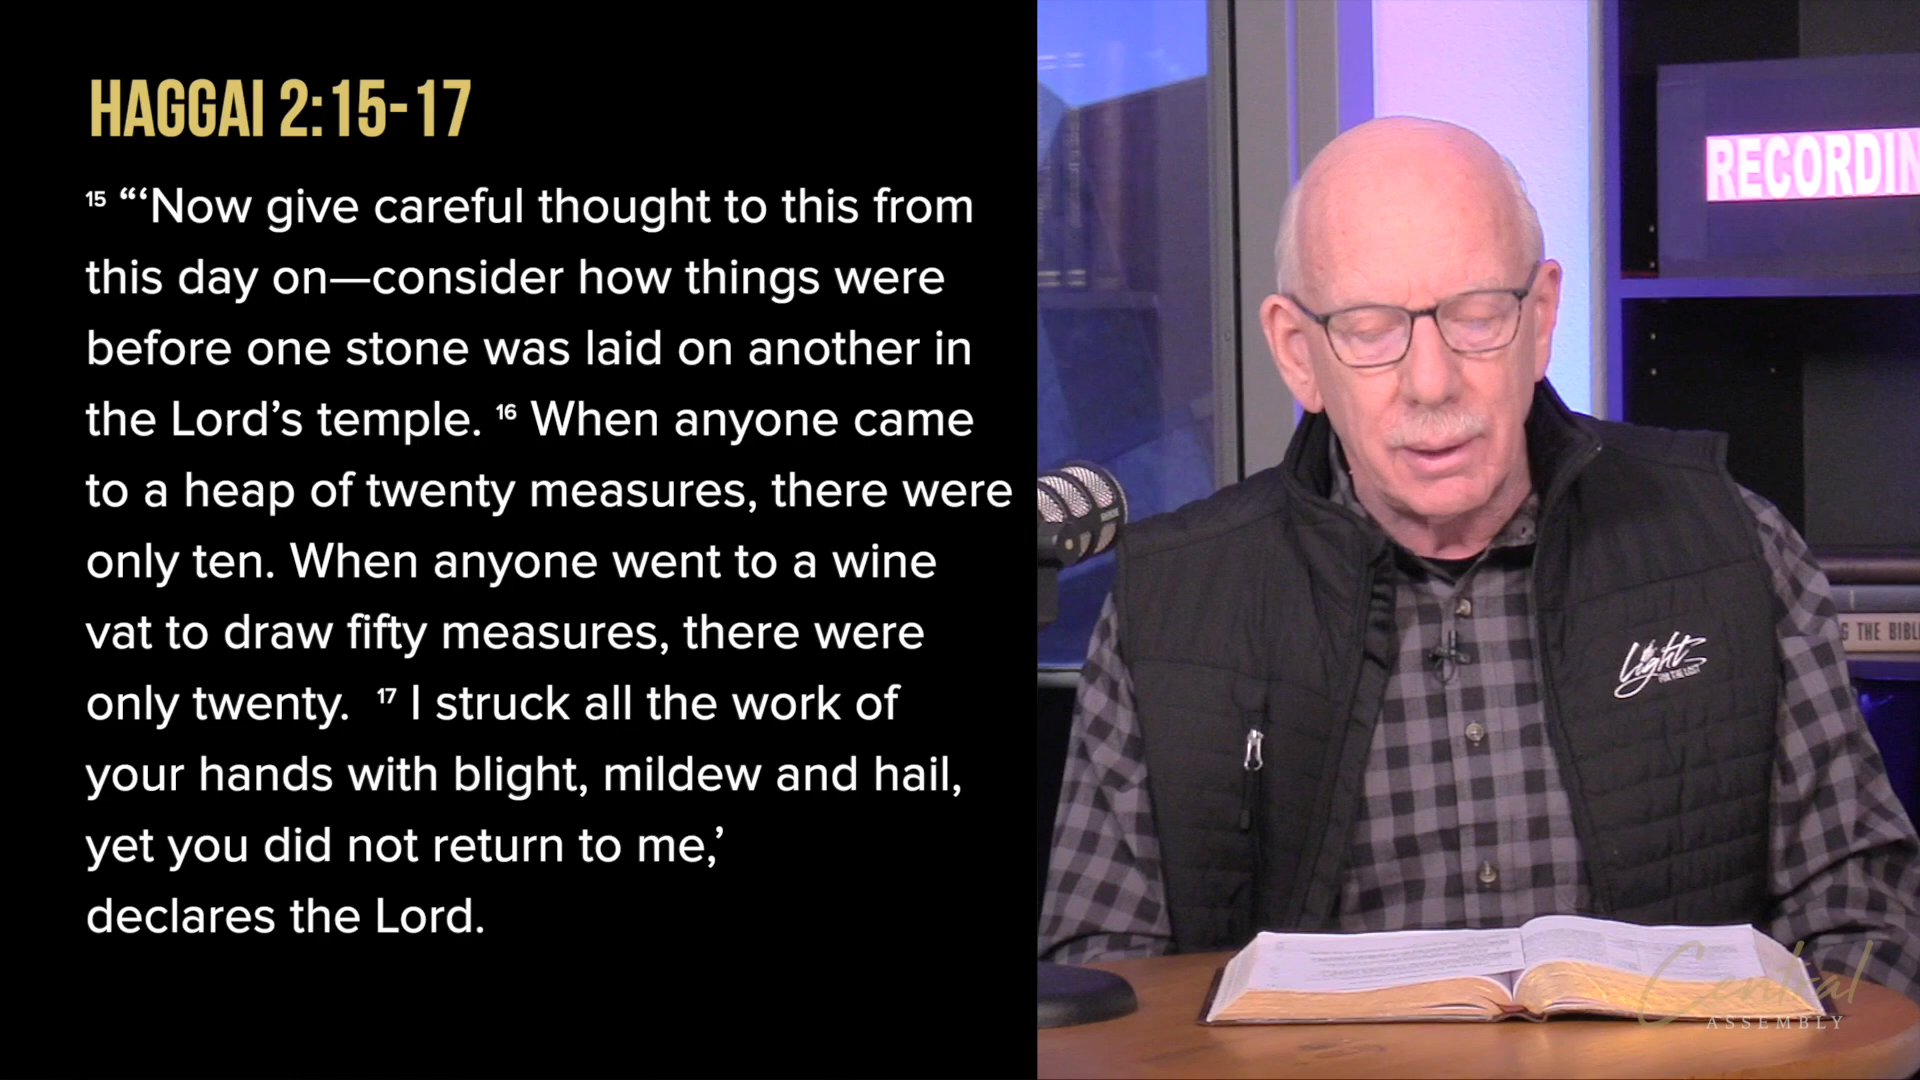 HAGGAI 2:15-17
15 “‘Now give careful thought to this from
this day on—consider how things were
before one stone was laid on another in
the Lord’s temple. 16 When anyone came
to a heap of twenty measures, there were
only ten. When anyone went to a wine
vat to draw fifty measures, there were
only twenty. 17 I struck all the work of
your hands with blight, mildew and hail,
yet you did not return to me,’
declares the Lord.
RECORDIN
G THE BIBL
Light
FOR THE LOST
Central
ASSEMBLY